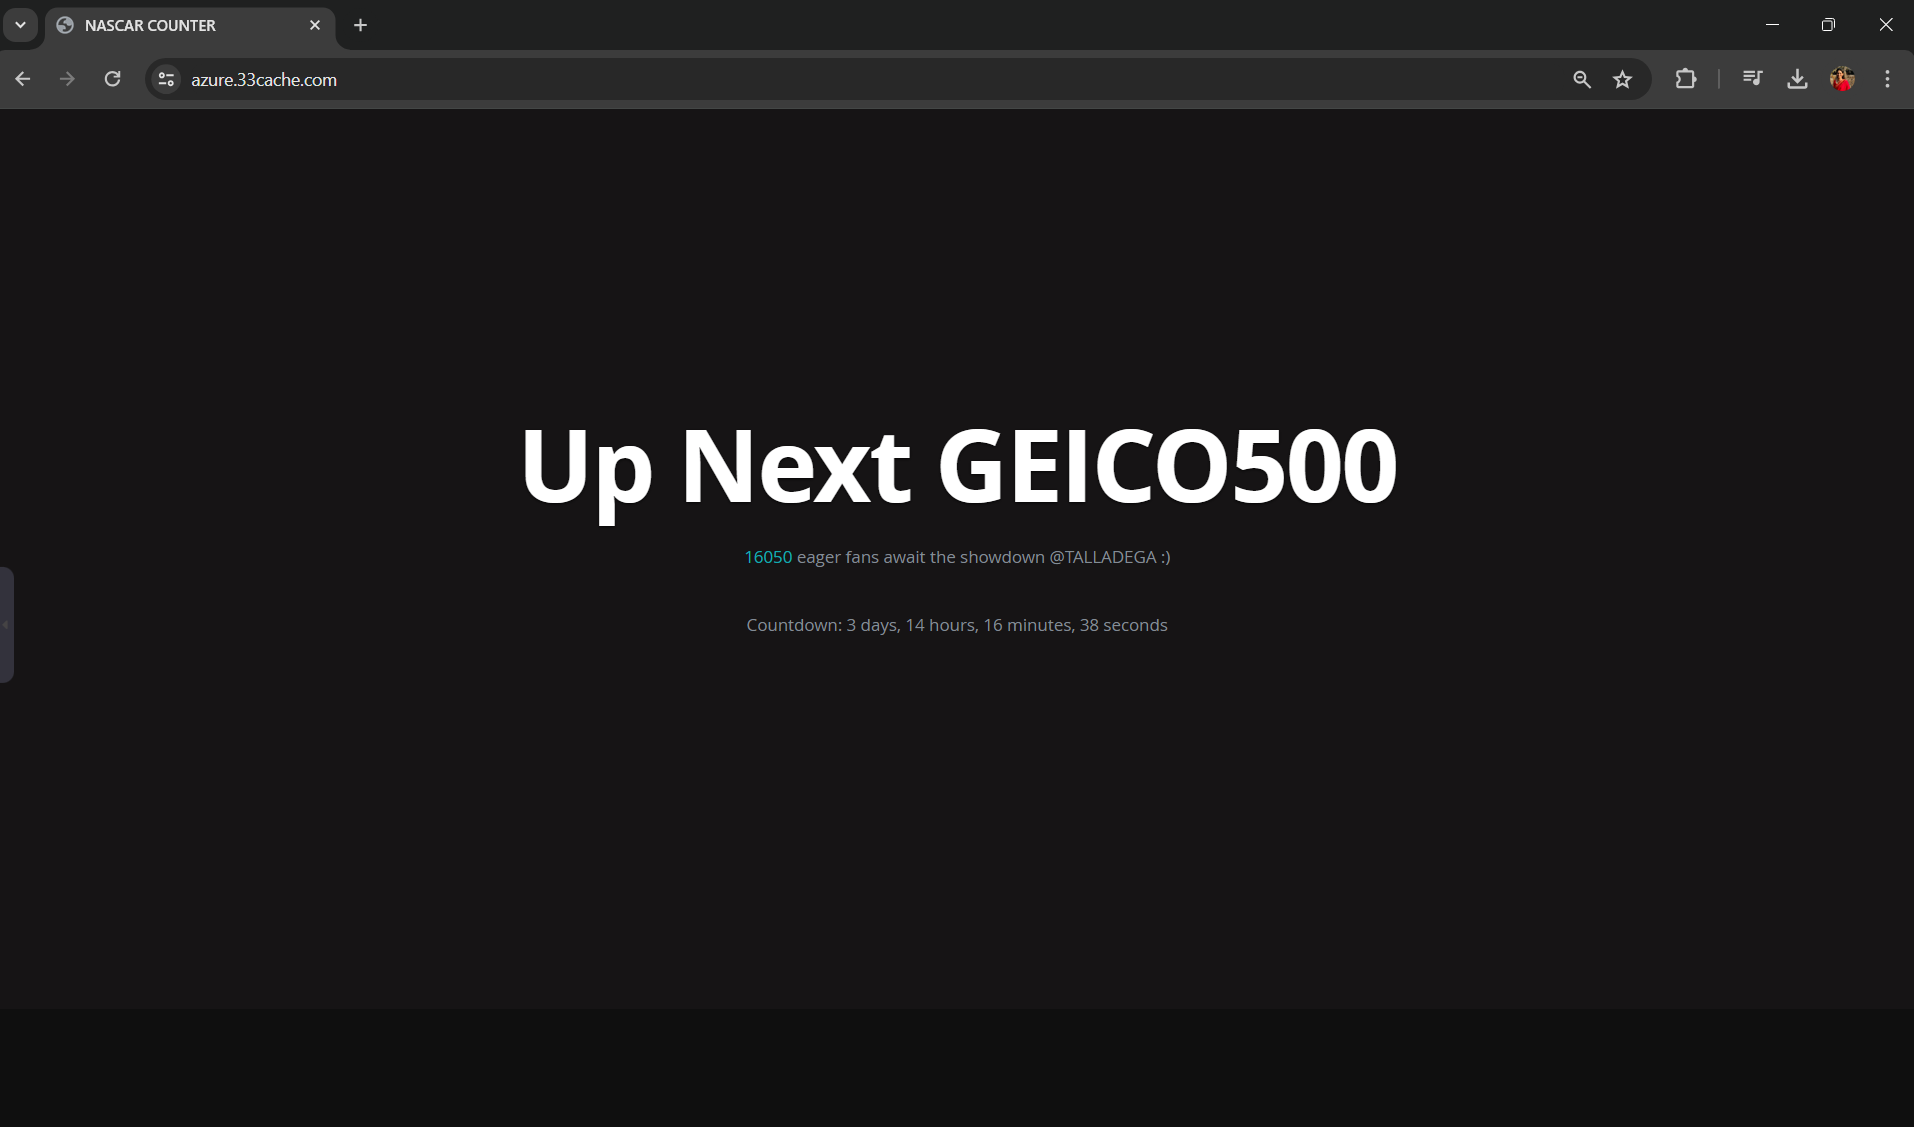 NASCAR COUNTER
azure.33cache.com
Up Next GEICO500
16050 eager fans await the showdown @TALLADEGA :)
Countdown: 3 days, 14 hours, 16 minutes, 38 seconds